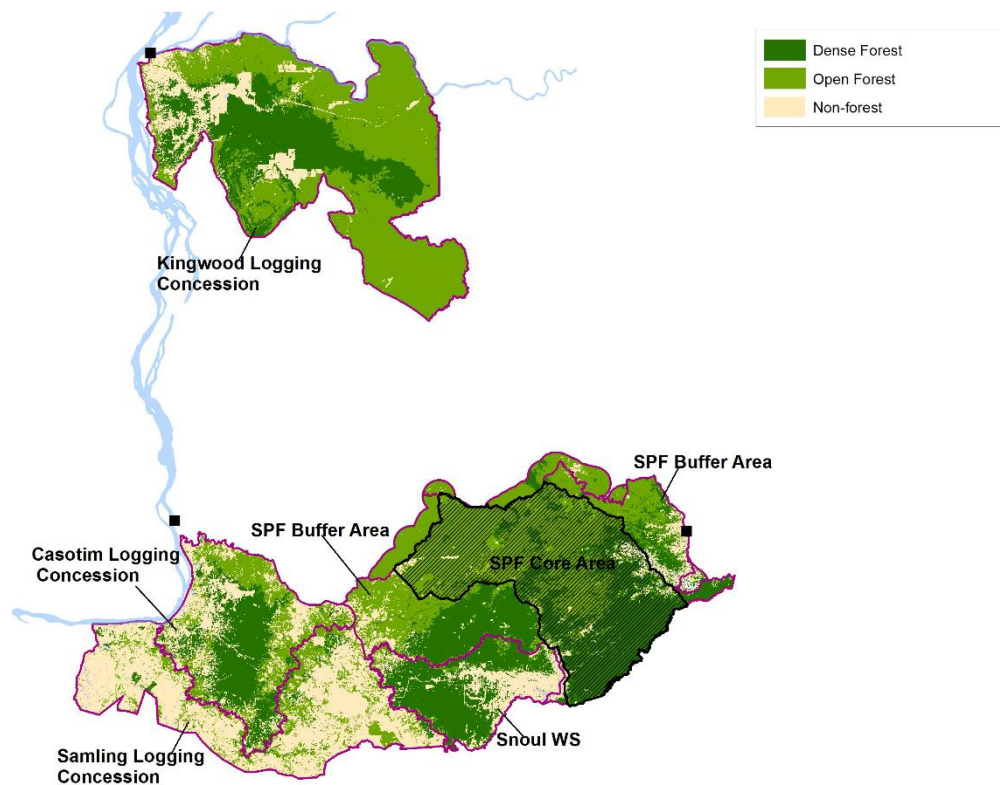 Dense Forest
Open Forest
Non-forest
Kingwood Logging
Concession
SPF Buffer Area
SPF Buffer Area
Casotim Logging
Concession
SPF Core Area
Snoul WS
Samling Logging
Concession